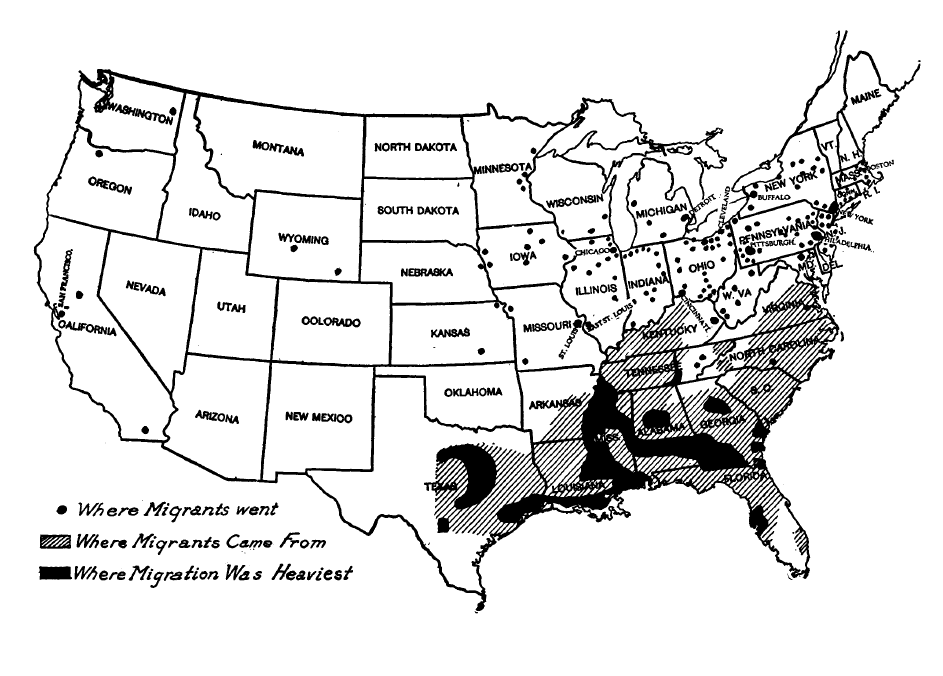 MAINE
WASHINGTON
MONTANA
NORTH DAKOTA
MINNESOTA
VT.
N. H.
MASS
BOSTON
R. I.
OREGON
IDAHO
SOUTH DAKOTA
WISCONSIN
MICHIGAN
DETROIT
CLEVELAND
NEW YORK
BUFFALO
WYOMING
NEBRASKA
IOWA
CHICAGO
PENNSYLVANIA
PITTSBURGH
NEW YORK
N. J.
PHILADELPHIA
SAN FRANCISCO.
NEVADA
UTAH
COLORADO
KANSAS
MISSOURI
ST. LOUIS
EAST ST. LOUIS
ILLINOIS
INDIANA
OHIO
CINCINNATI
W. VA
MD.
DEL
VIRGINIA
CALIFORNIA
KENTUCKY
TENNESSEE
NORTH CAROLINA
S. C.
ARIZONA
NEW MEXICO
OKLAHOMA
ARKANSAS
MISS
ALABAMA
GEORGIA
TEXAS
LOUISIANA
FLORIDA
Where Migrants went
Where Migrants Came From
Where Migration Was Heaviest